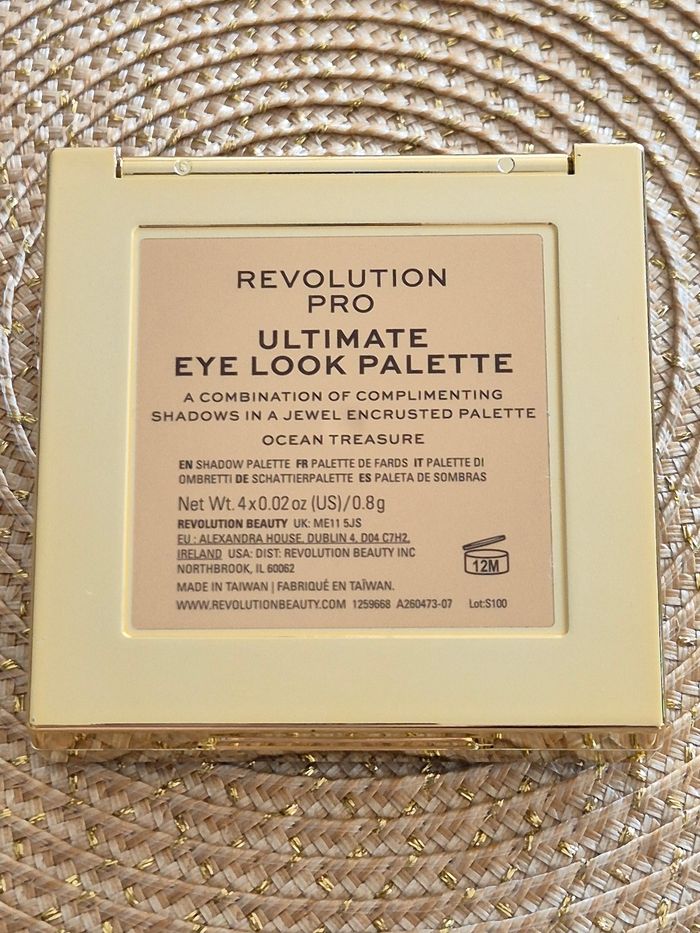 REVOLUTION
PRO
ULTIMATE
EYE LOOK PALETTE
A COMBINATION OF COMPLIMENTING
SHADOWS IN A JEWEL ENCRUSTED PALETTE
OCEAN TREASURE
EN SHADOW PALETTE FR PALETTE DE FARDS IT PALETTE DI
OMBRETTI DE SCHATTIERPALETTE ES PALETA DE SOMBRAS
Net Wt. 4x0.02 oz (US)/0.8g
REVOLUTION BEAUTY UK: ME11 5JS
EU : ALEXANDRA HOUSE, DUBLIN 4, D04 C7H2,
IRELAND USA: DIST: REVOLUTION BEAUTY INC
NORTHBROOK, IL 60062
12M
MADE IN TAIWAN | FABRIQUÉ EN TAÏWAN.
WWW.REVOLUTIONBEAUTY.COM 1259668 A260473-07 Lot:S100